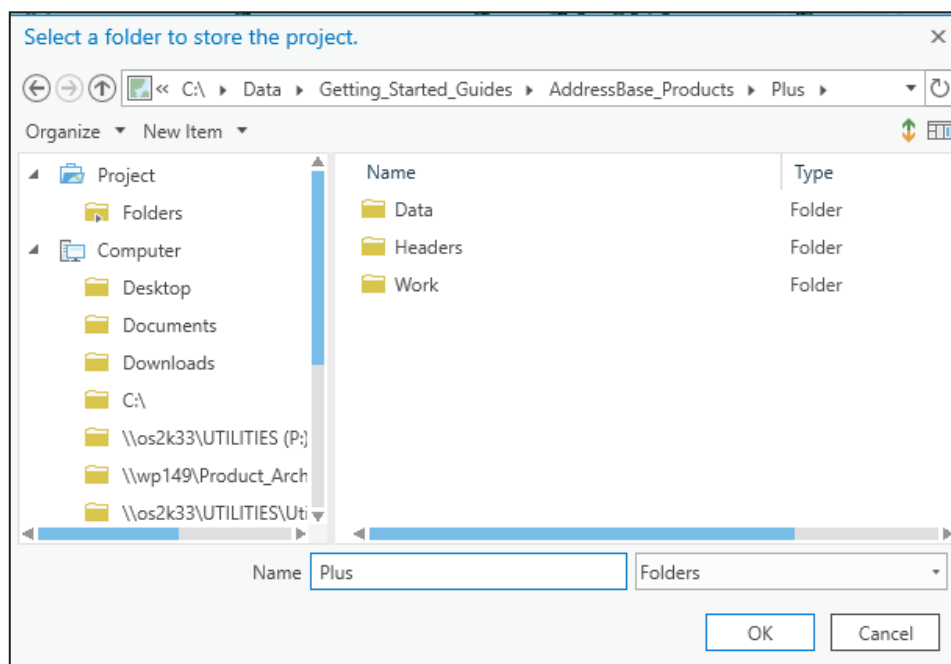 Select a folder to store the project.
« C:\ Data Getting_Started_Guides AddressBase_Products Plus
Organize New Item
Project
Folders
Computer
Desktop
Documents
Downloads
C:\
\\os2k33\UTILITIES (P:)
\\wp149\Product_Arch
\\os2k33\UTILITIES\Uti
Name Type
Data Folder
Headers Folder
Work Folder
Name Plus Folders
OK Cancel